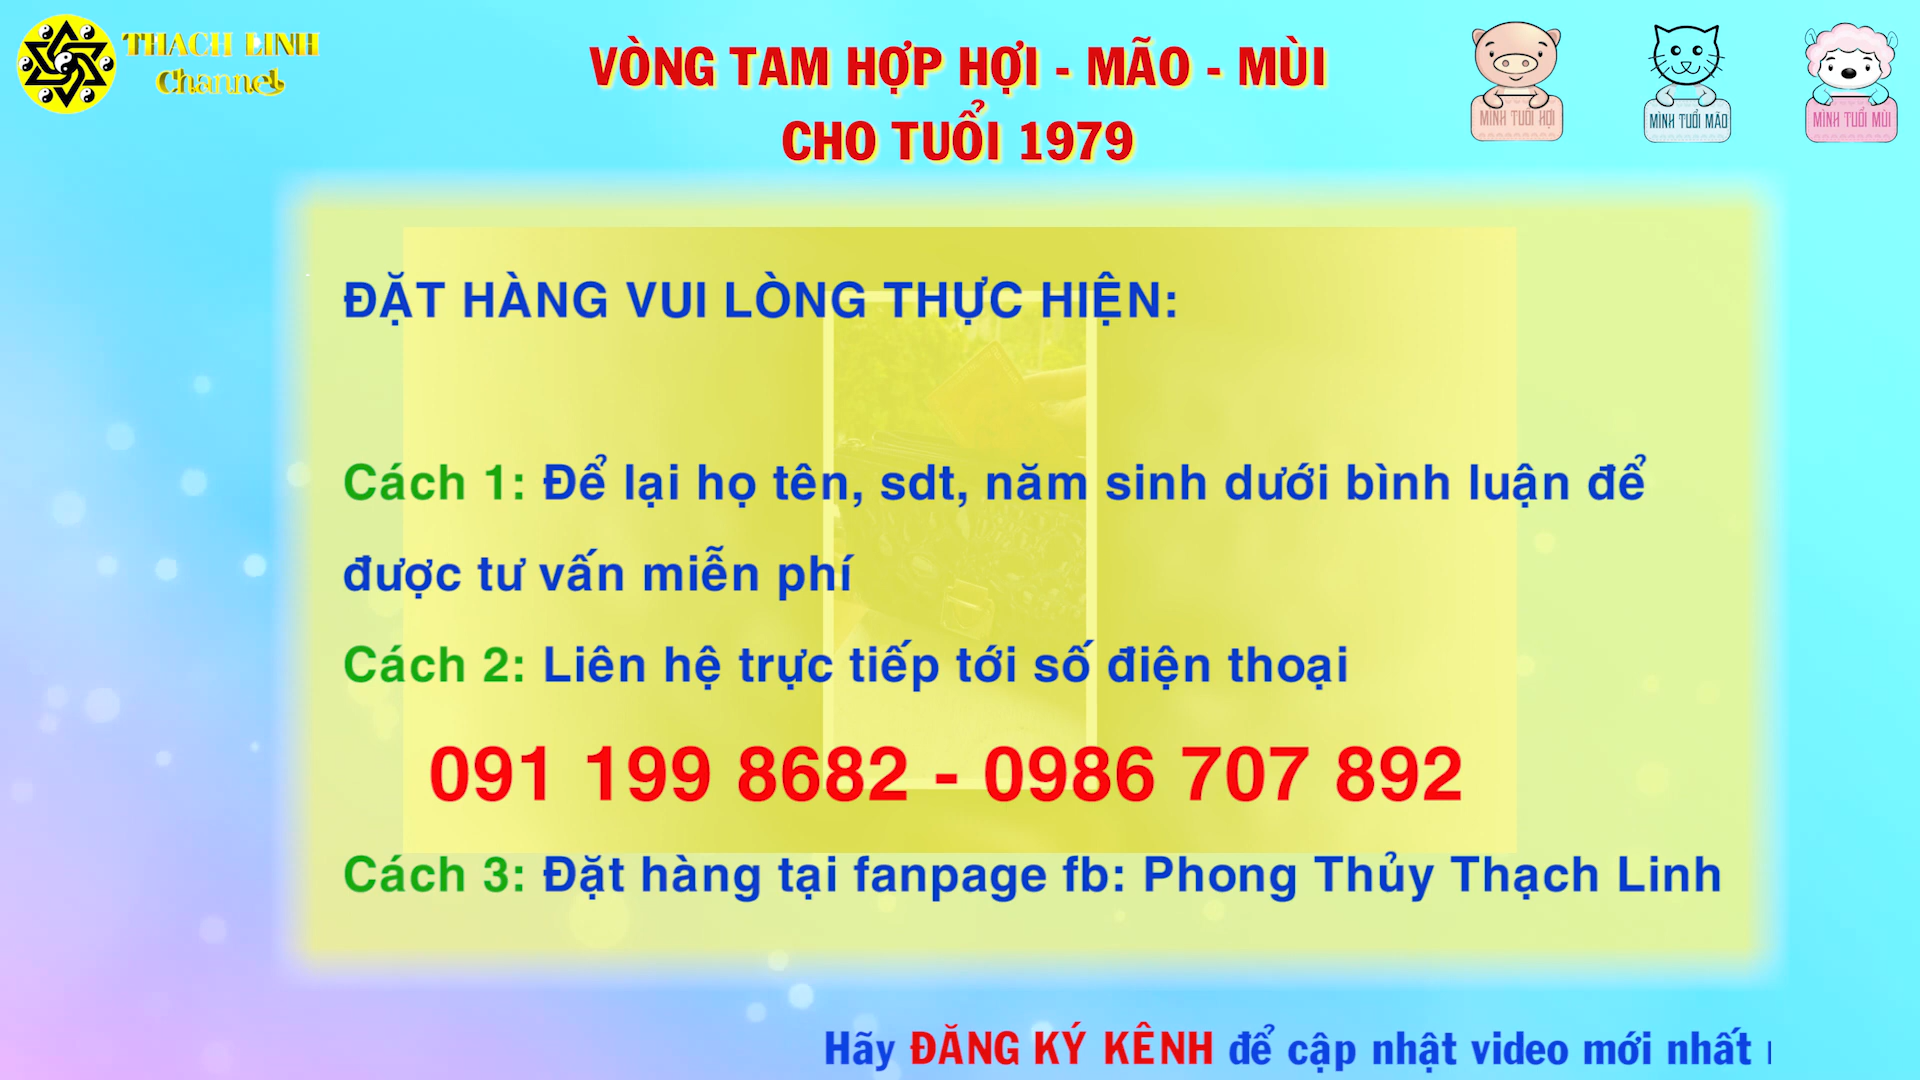 THACH LINH
Channel
VÒNG TAM HỢP HỢI - MÃO - MÙI
CHO TUỔI 1979
MÌNH TUỔI HỢI
MÌNH TUỔI MÃO
MÌNH TUỔI MÙI
ĐẶT HÀNG VUI LÒNG THỰC HIỆN:
Cách 1: Để lại họ tên, sdt, năm sinh dưới bình luận để
được tư vấn miễn phí
Cách 2: Liên hệ trực tiếp tới số điện thoại
091 199 8682 - 0986 707 892
Cách 3: Đặt hàng tại fanpage fb: Phong Thủy Thạch Linh
Hãy ĐĂNG KÝ KÊNH để cập nhật video mới nhất